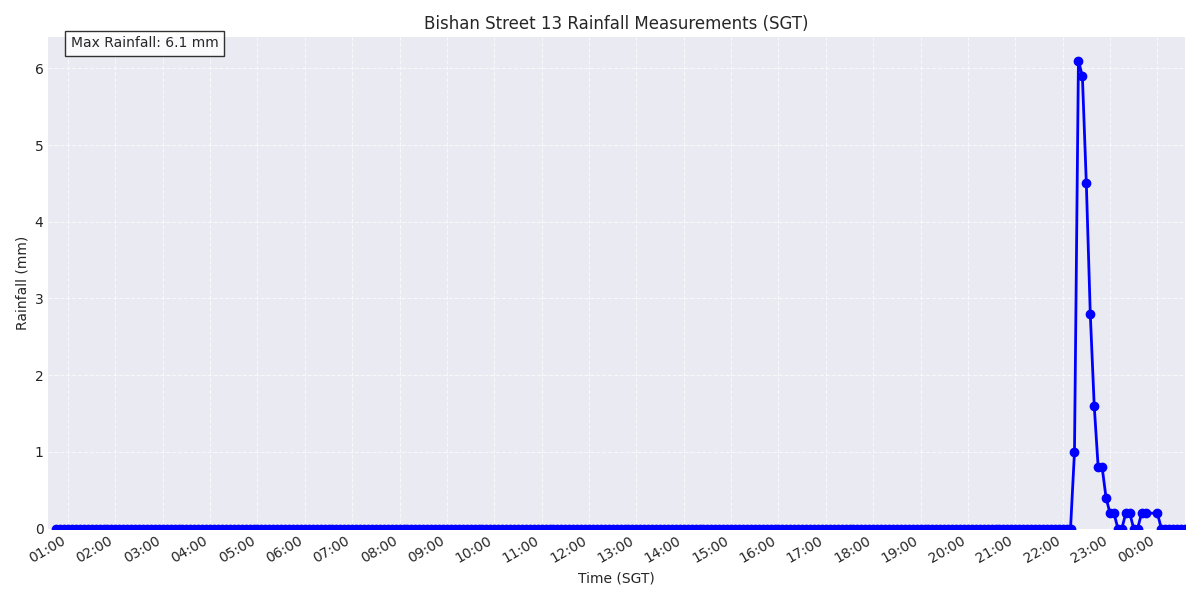 Bishan Street 13 Rainfall Measurements (SGT)
Max Rainfall: 6.1 mm
Rainfall (mm)
6
5
4
3
2
1
0
01:00 02:00 03:00 04:00 05:00 06:00 07:00 08:00 09:00 10:00 11:00 12:00 13:00 14:00 15:00 16:00 17:00 18:00 19:00 20:00 21:00 22:00 23:00 00:00
Time (SGT)